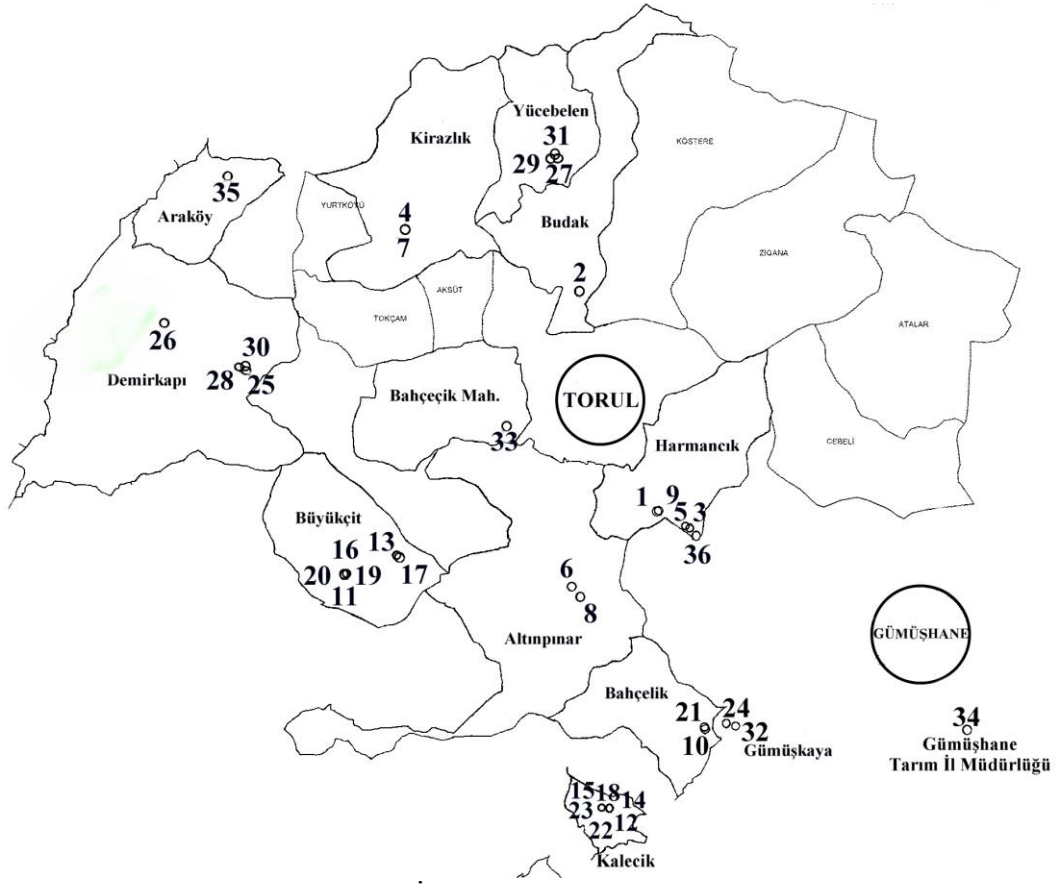 Yücebelen
31
29 27
Kirazlık
KÖSTERE
35
Araköy
YURTKÖYÜ
4
7
Budak
2
ZİGANA
AKSÜT
TOKÇAM
ATALAR
26
30
28 25
Demirkapı
Bahçeçik Mah.
33
TORUL
Harmancık
CEBELİ
1 9
5 3
36
Büyükçit
16 13
20 19 17
11
6
8
Altınpınar
GÜMÜŞHANE
Bahçelik
21 24
10 32
Gümüşkaya
34
Gümüşhane
Tarım İl Müdürlüğü
15 18 14
23 12
22
Kalecik